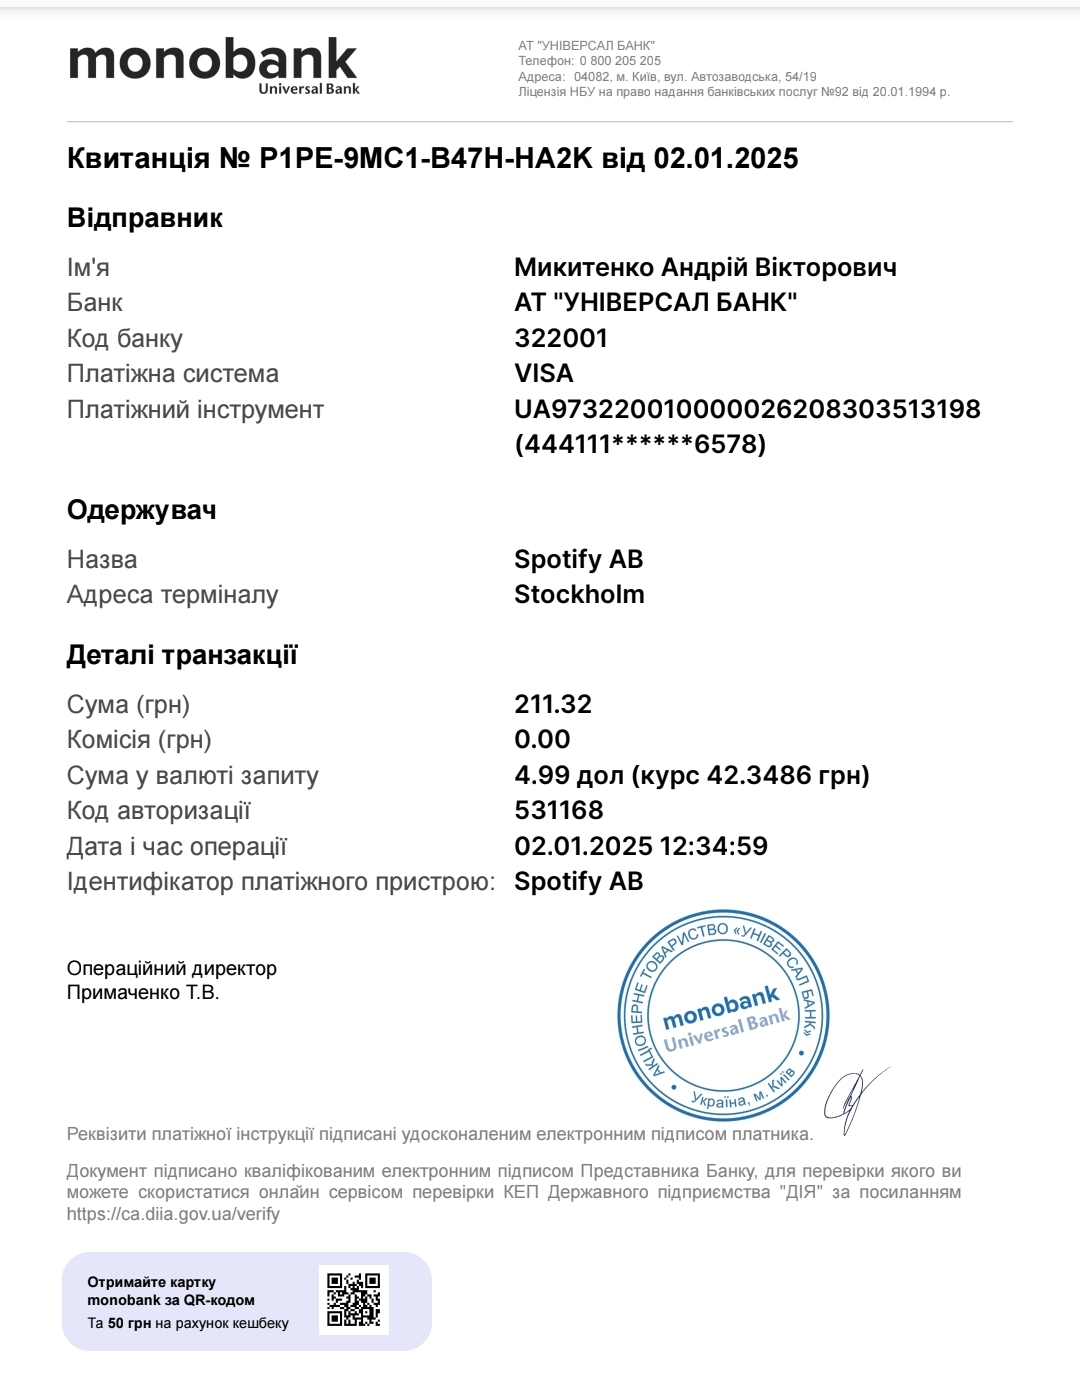 monobank
Universal Bank
АТ "УНІВЕРСАЛ БАНК"
Телефон: 0 800 205 205
Адреса: 04082, м. Київ, вул. Автозаводська, 54/19
Ліцензія НБУ на право надання банківських послуг №92 від 20.01.1994 р.
Квитанція № P1PE-9MC1-B47H-HA2K від 02.01.2025
Відправник
Ім'я Микитенко Андрій Вікторович
Банк АТ "УНІВЕРСАЛ БАНК"
Код банку 322001
Платіжна система VISA
Платіжний інструмент UA973220010000026208303513198
(444111******6578)
Одержувач
Назва Spotify AB
Адреса терміналу Stockholm
Деталі транзакції
Сума (грн) 211.32
Комісія (грн) 0.00
Сума у валюті запиту 4.99 дол (курс 42.3486 грн)
Код авторизації 531168
Дата і час операції 02.01.2025 12:34:59
Ідентифікатор платіжного пристрою: Spotify AB
Операційний директор
Примаченко Т.В.
АКЦІОНЕРНЕ ТОВАРИСТВО «УНІВЕРСАЛ БАНК»
monobank
Universal Bank
• Україна, м. Київ •
Реквізити платіжної інструкції підписані удосконаленим електронним підписом платника.
Документ підписано кваліфікованим електронним підписом Представника Банку, для перевірки якого ви
можете скористатися онлайн сервісом перевірки КЕП Державного підприємства "ДІЯ" за посиланням
https://ca.diia.gov.ua/verify
Отримайте картку
monobank за QR-кодом
Та 50 грн на рахунок кешбеку